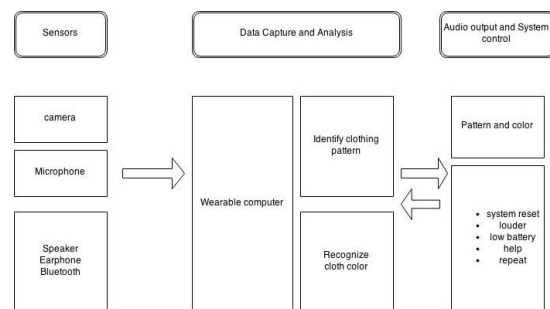 Sensors
Data Capture and Analysis
Audio output and System
control
camera
Microphone
Speaker
Earphone
Bluetooth
Wearable computer
Identify clothing
pattern
Recognize
cloth color
Pattern and color
• system reset
• louder
• low battery
• help
• repeat